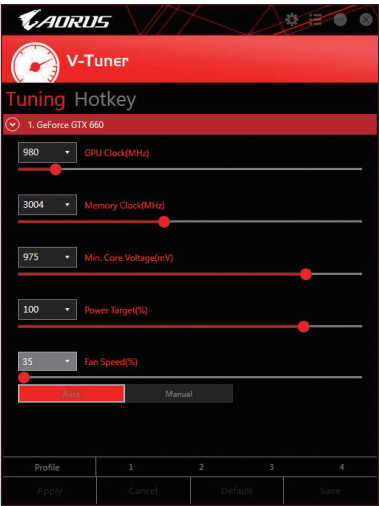 AORUS
V-Tuner
Tuning Hotkey
1. GeForce GTX 660
980 GPU Clock(MHz)
3004 Memory Clock(MHz)
975 Min. Core Voltage(mV)
100 Power Target(%)
35 Fan Speed(%)
Auto Manual
Profile 1 2 3 4
Apply Cancel Default Save